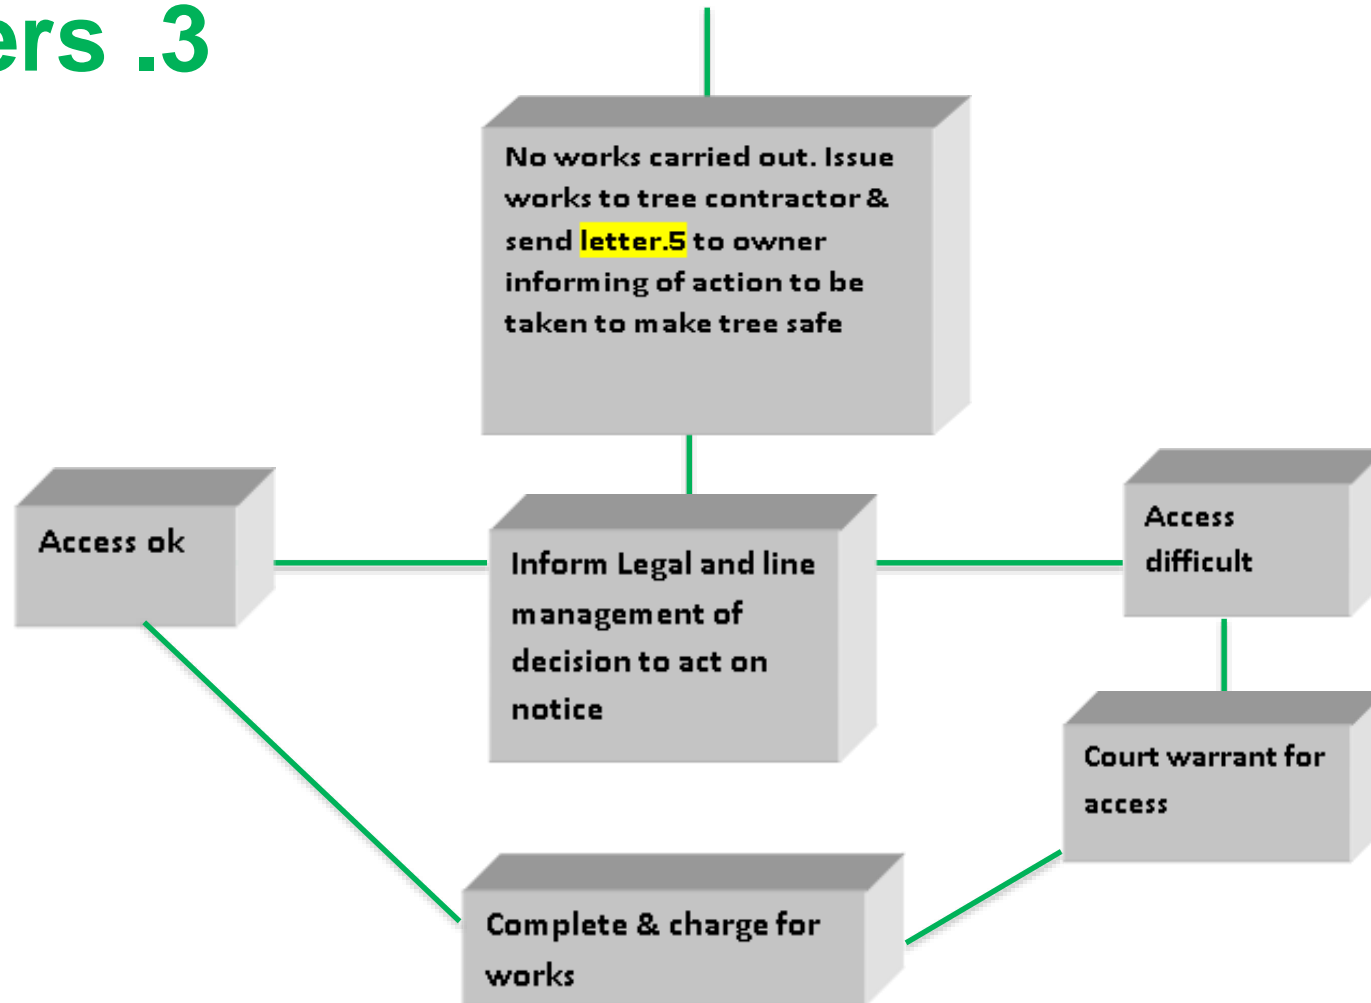 ers .3
No works carried out. Issue
works to tree contractor &
send letter.5 to owner
informing of action to be
taken to make tree safe
Access ok
Inform Legal and line
management of
decision to act on
notice
Access
difficult
Court warrant for
access
Complete & charge for
works